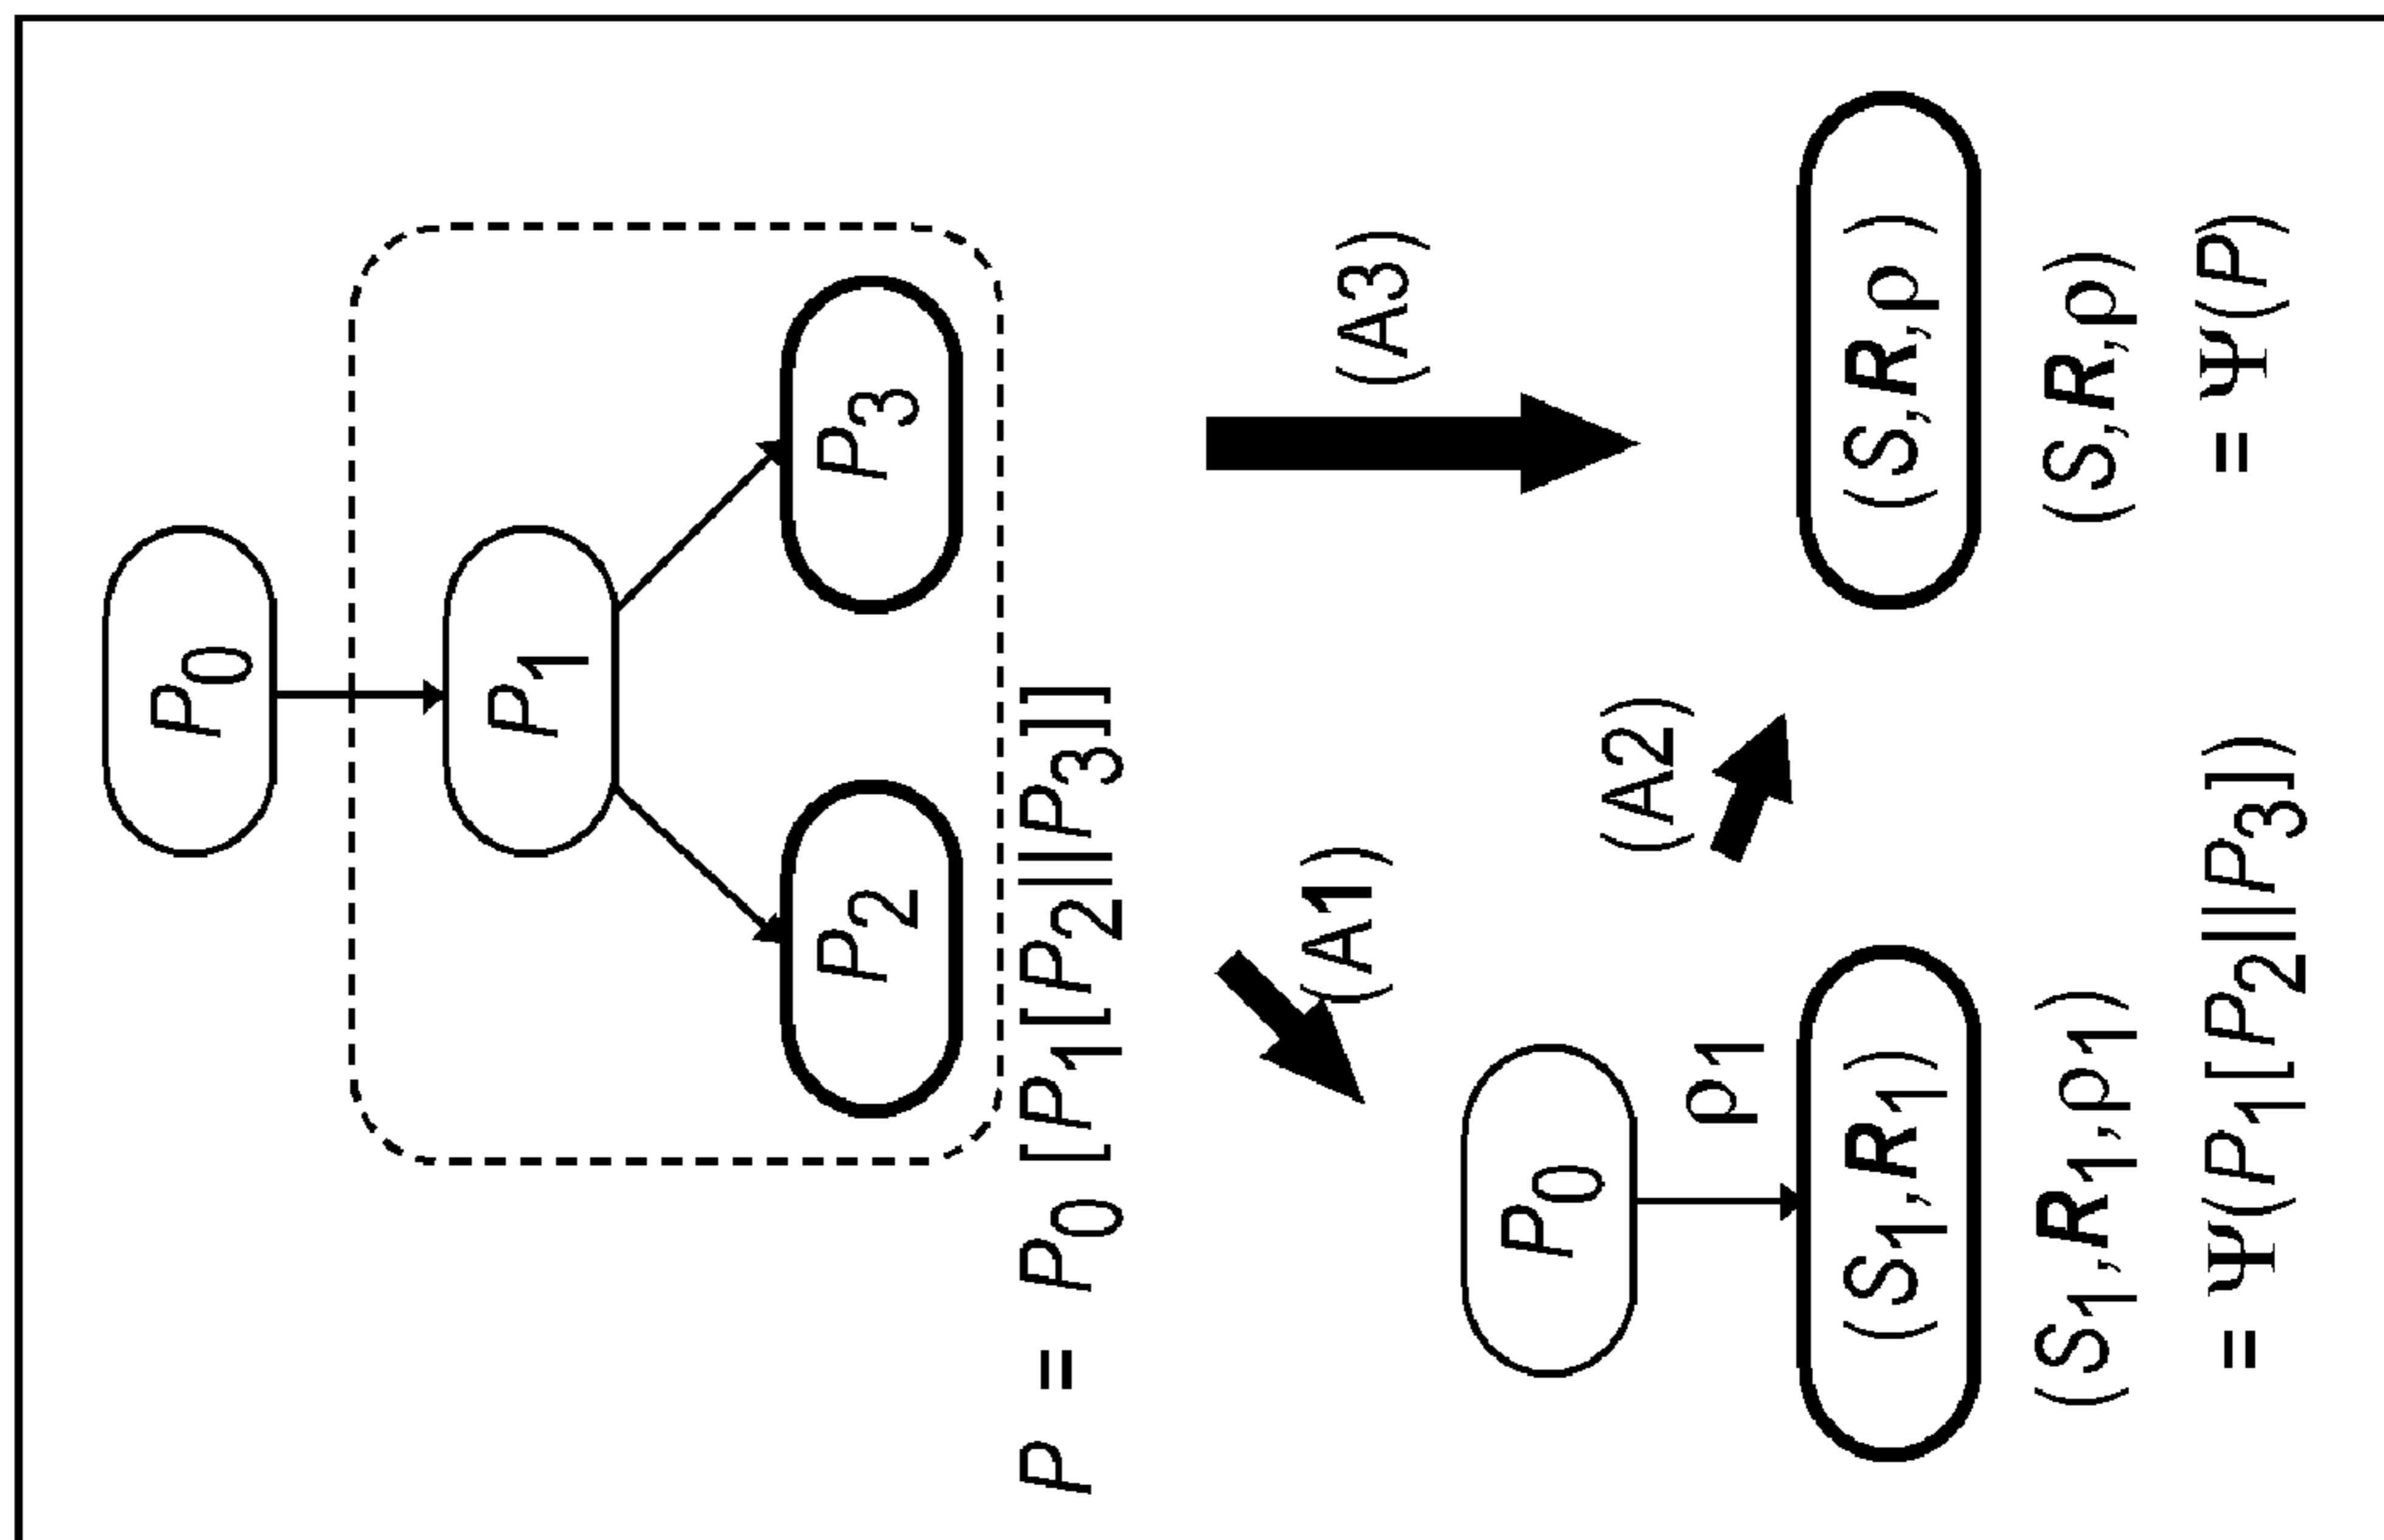 P0
P1
P2
P3
P = P0 [P1[P2||P3]]
(A1)
(A2)
(A3)
P0
ρ1
(S1,R1)
(S1,R1,ρ1)
= Ψ(P1[P2||P3])
(S,R,ρ )
(S,R,ρ)
= Ψ(P)